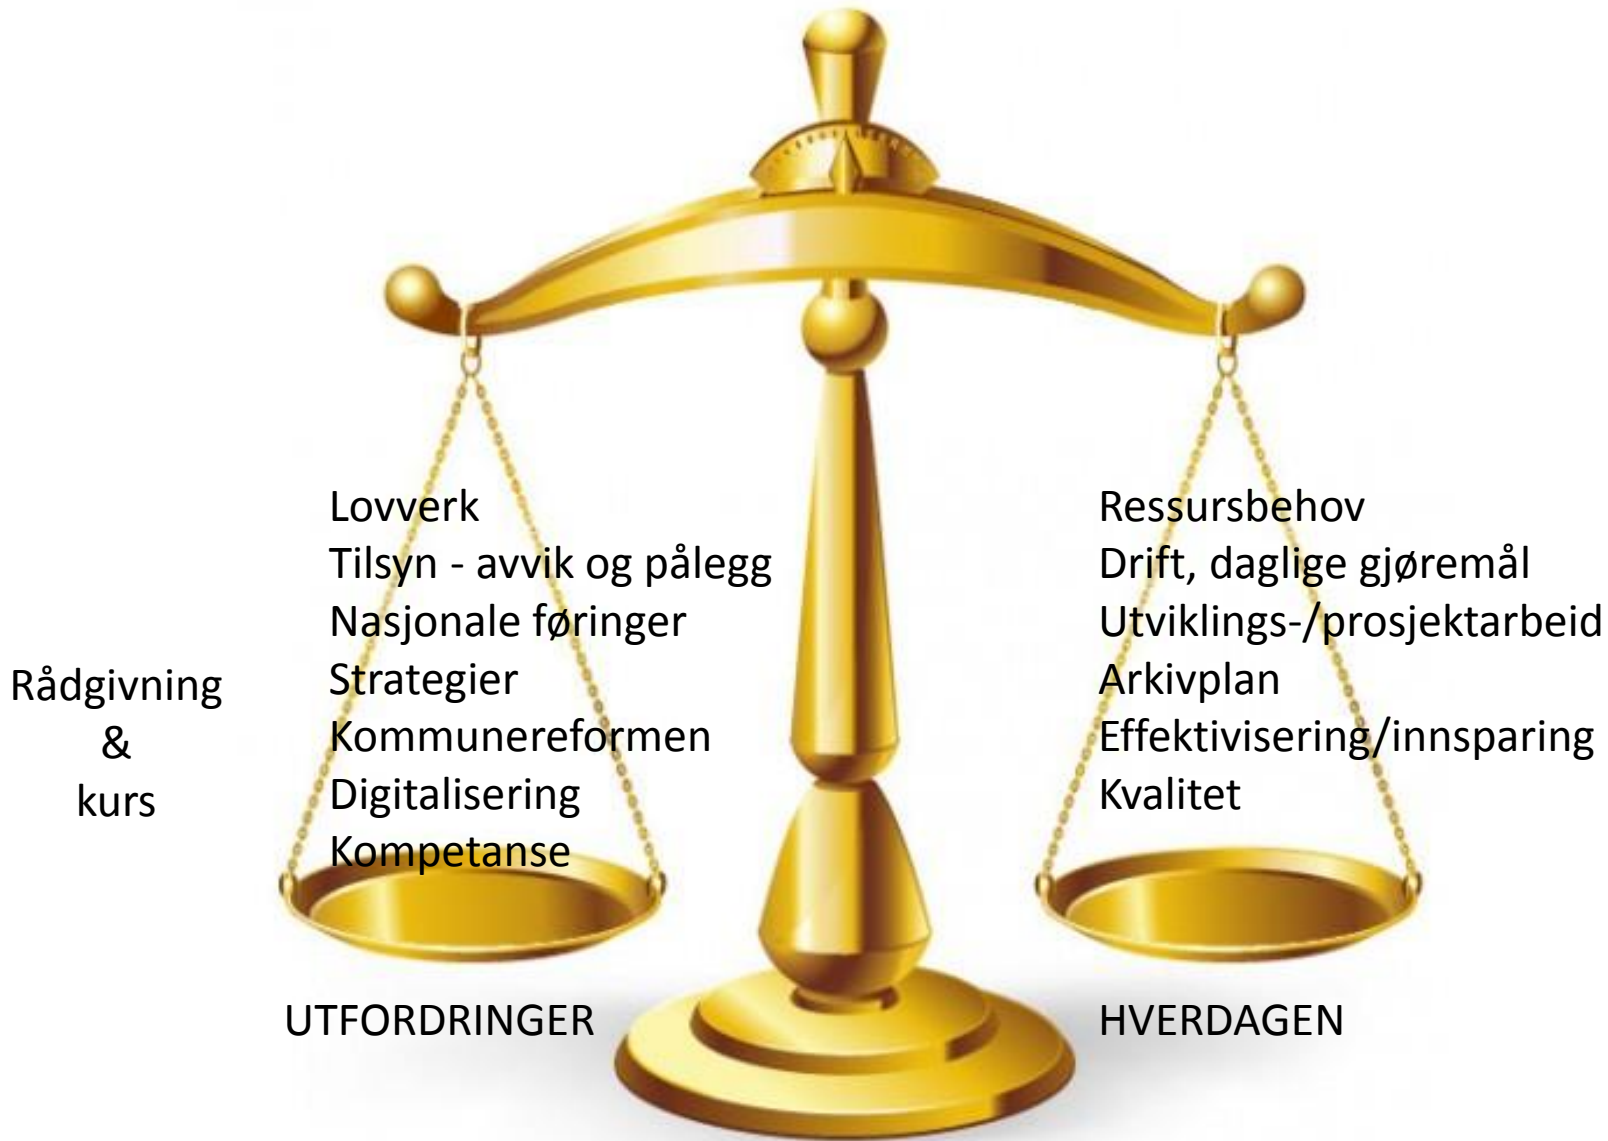 Rådgivning
&
kurs
Lovverk
Tilsyn - avvik og pålegg
Nasjonale føringer
Strategier
Kommunereformen
Digitalisering
Kompetanse
UTFORDRINGER
Ressursbehov
Drift, daglige gjøremål
Utviklings-/prosjektarbeid
Arkivplan
Effektivisering/innsparing
Kvalitet
HVERDAGEN